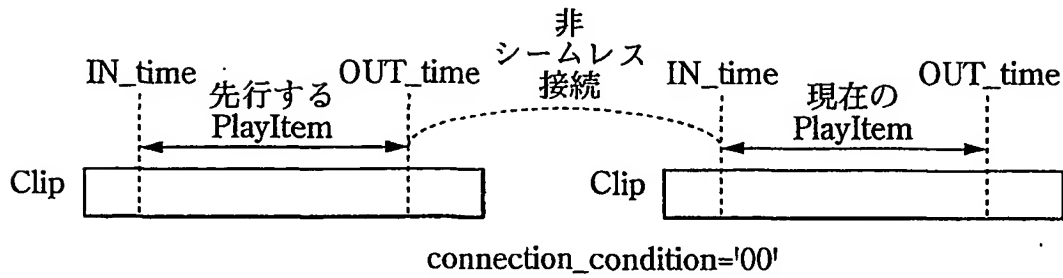 非
シームレス
接続
IN_time
OUT_time
IN_time
OUT_time
先行する
PlayItem
現在の
PlayItem
Clip
Clip
connection_condition='00'